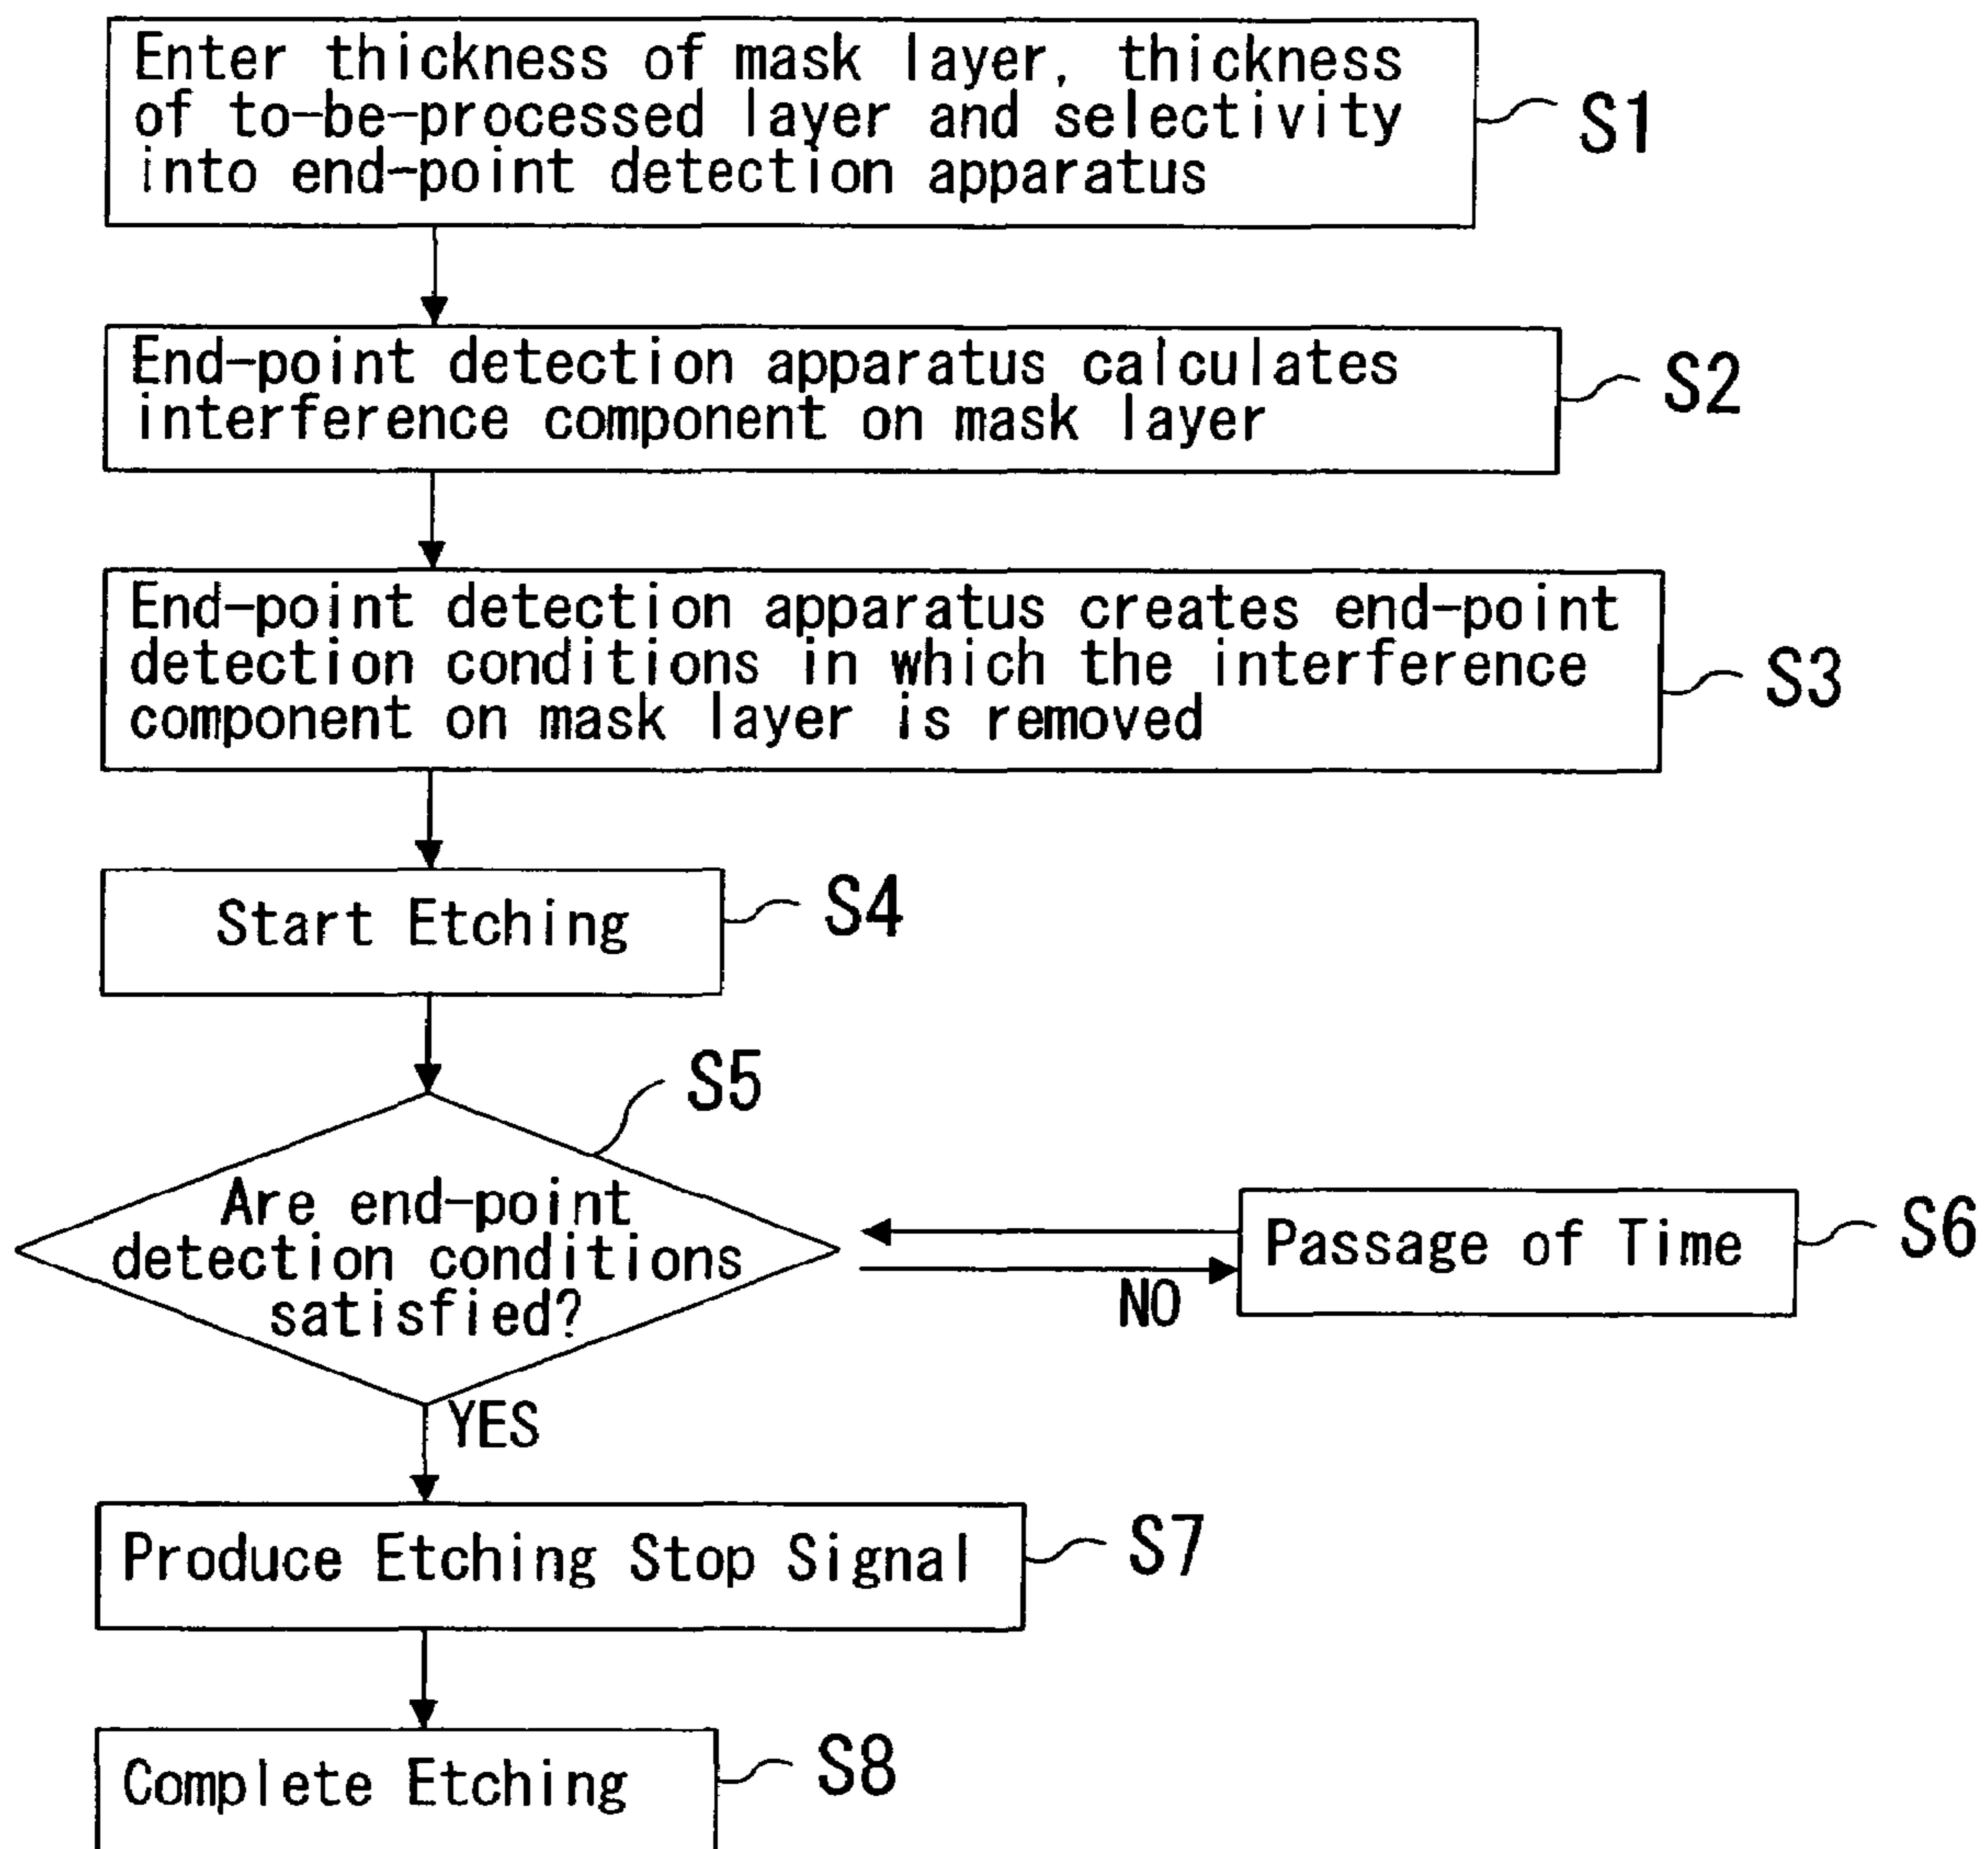 Enter thickness of mask layer, thickness
of to-be-processed layer and selectivity
into end-point detection apparatus
S1
End-point detection apparatus calculates
interference component on mask layer
S2
End-point detection apparatus creates end-point
detection conditions in which the interference
component on mask layer is removed
S3
Start Etching
S4
S5
Are end-point
detection conditions
satisfied?
Passage of Time
S6
NO
YES
Produce Etching Stop Signal
S7
Complete Etching
S8